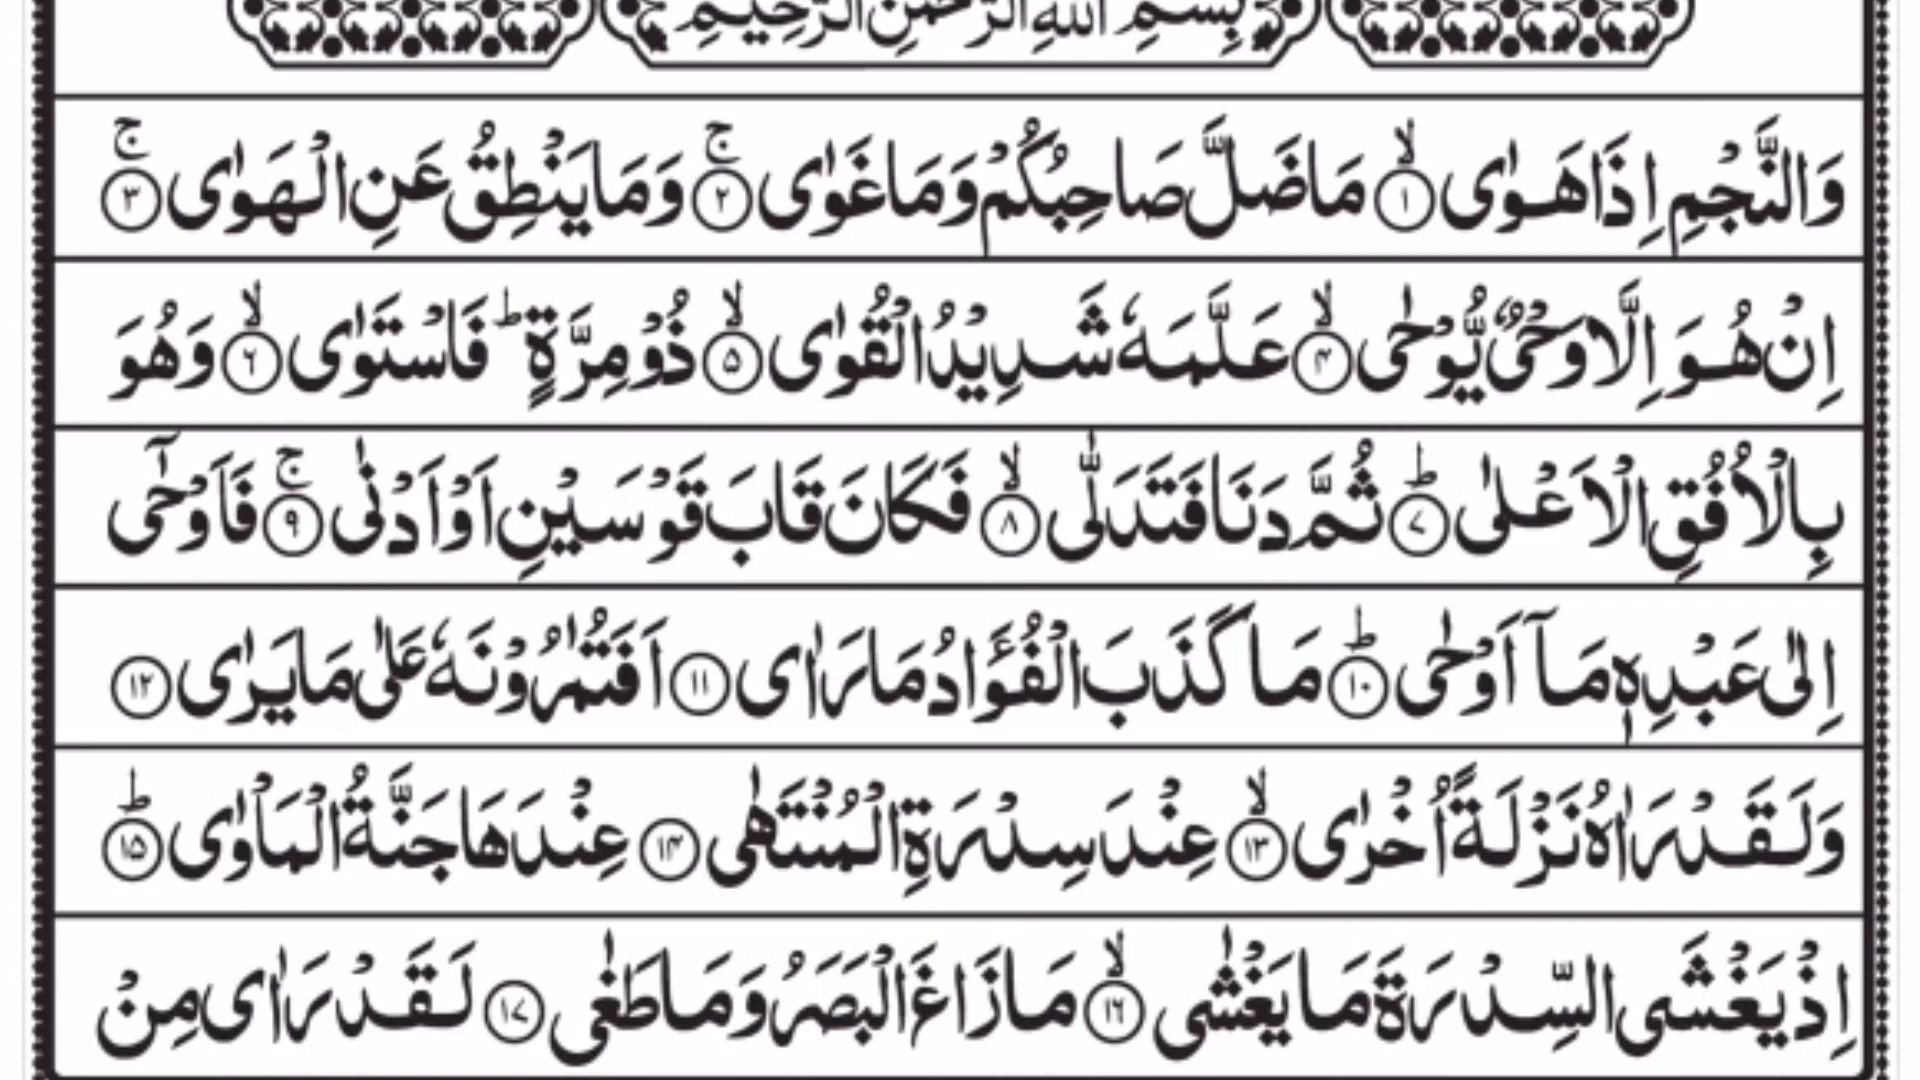 بِسْمِ اللهِ الرَّحْمٰنِ الرَّحِيْمِ
وَالنَّجْمِ اِذَا هَوٰى ۙ﴿۱﴾ مَا ضَلَّ صَاحِبُكُمْ وَمَا غَوٰى ۚ﴿۲﴾ وَمَا يَنْطِقُ عَنِ الْهَوٰى ۚ﴿۳﴾
اِنْ هُوَ اِلَّا وَحْيٌ يُّوْحٰى ۙ﴿۴﴾ عَلَّمَهٗ شَدِيْدُ الْقُوٰى ۙ﴿۵﴾ ذُوْ مِرَّةٍ ؕ فَاسْتَوٰى ۙ﴿۶﴾ وَهُوَ
بِالْاُفُقِ الْاَعْلٰى ؕ﴿۷﴾ ثُمَّ دَنَا فَتَدَلّٰى ۙ﴿۸﴾ فَكَانَ قَابَ قَوْسَيْنِ اَوْ اَدْنٰى ۚ﴿۹﴾ فَاَوْحٰۤى
اِلٰى عَبْدِهٖ مَاۤ اَوْحٰى ؕ﴿۱۰﴾ مَا كَذَبَ الْفُؤَادُ مَا رَاٰى ﴿۱۱﴾ اَفَتُمٰرُوْنَهٗ عَلٰى مَا يَرٰى ﴿۱۲﴾
وَلَقَدْ رَاٰهُ نَزْلَةً اُخْرٰى ۙ﴿۱۳﴾ عِنْدَ سِدْرَةِ الْمُنْتَهٰى ﴿۱۴﴾ عِنْدَهَا جَنَّةُ الْمَاْوٰى ؕ﴿۱۵﴾
اِذْ يَغْشَى السِّدْرَةَ مَا يَغْشٰى ۙ﴿۱۶﴾ مَا زَاغَ الْبَصَرُ وَمَا طَغٰى ﴿۱۷﴾ لَقَدْ رَاٰى مِنْ